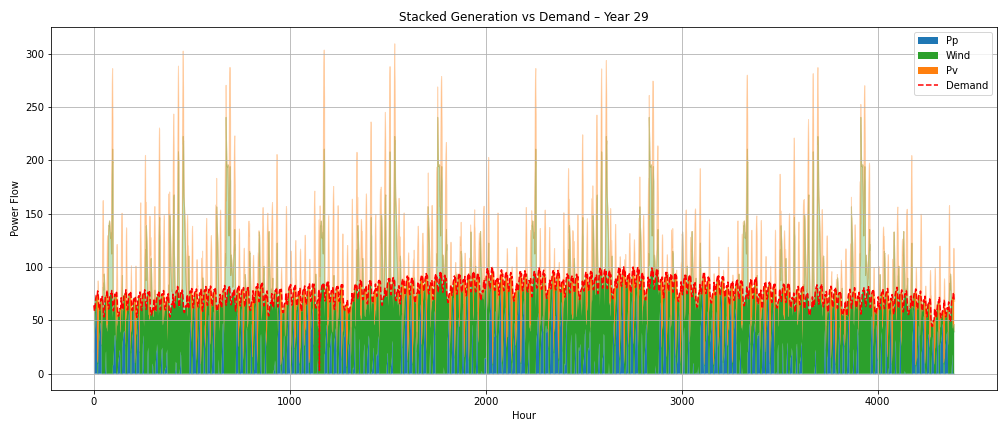 Stacked Generation vs Demand – Year 29
Pp
Wind
Pv
Demand
Power Flow
300
250
200
150
100
50
0
0 1000 2000 3000 4000
Hour